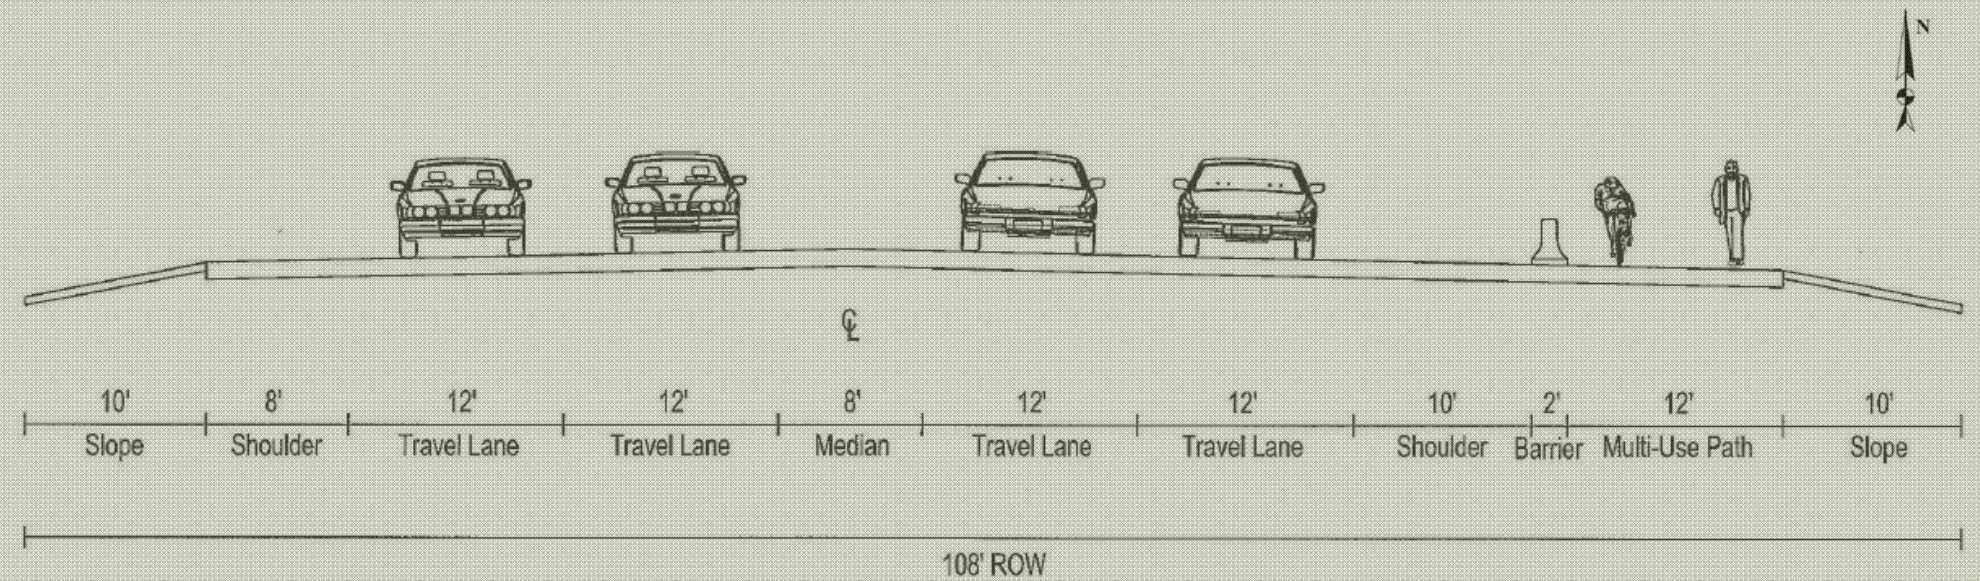 N
℄
10' 8' 12' 12' 8' 12' 12' 10' 2' 12' 10'
Slope Shoulder Travel Lane Travel Lane Median Travel Lane Travel Lane Shoulder Barrier Multi-Use Path Slope
108' ROW